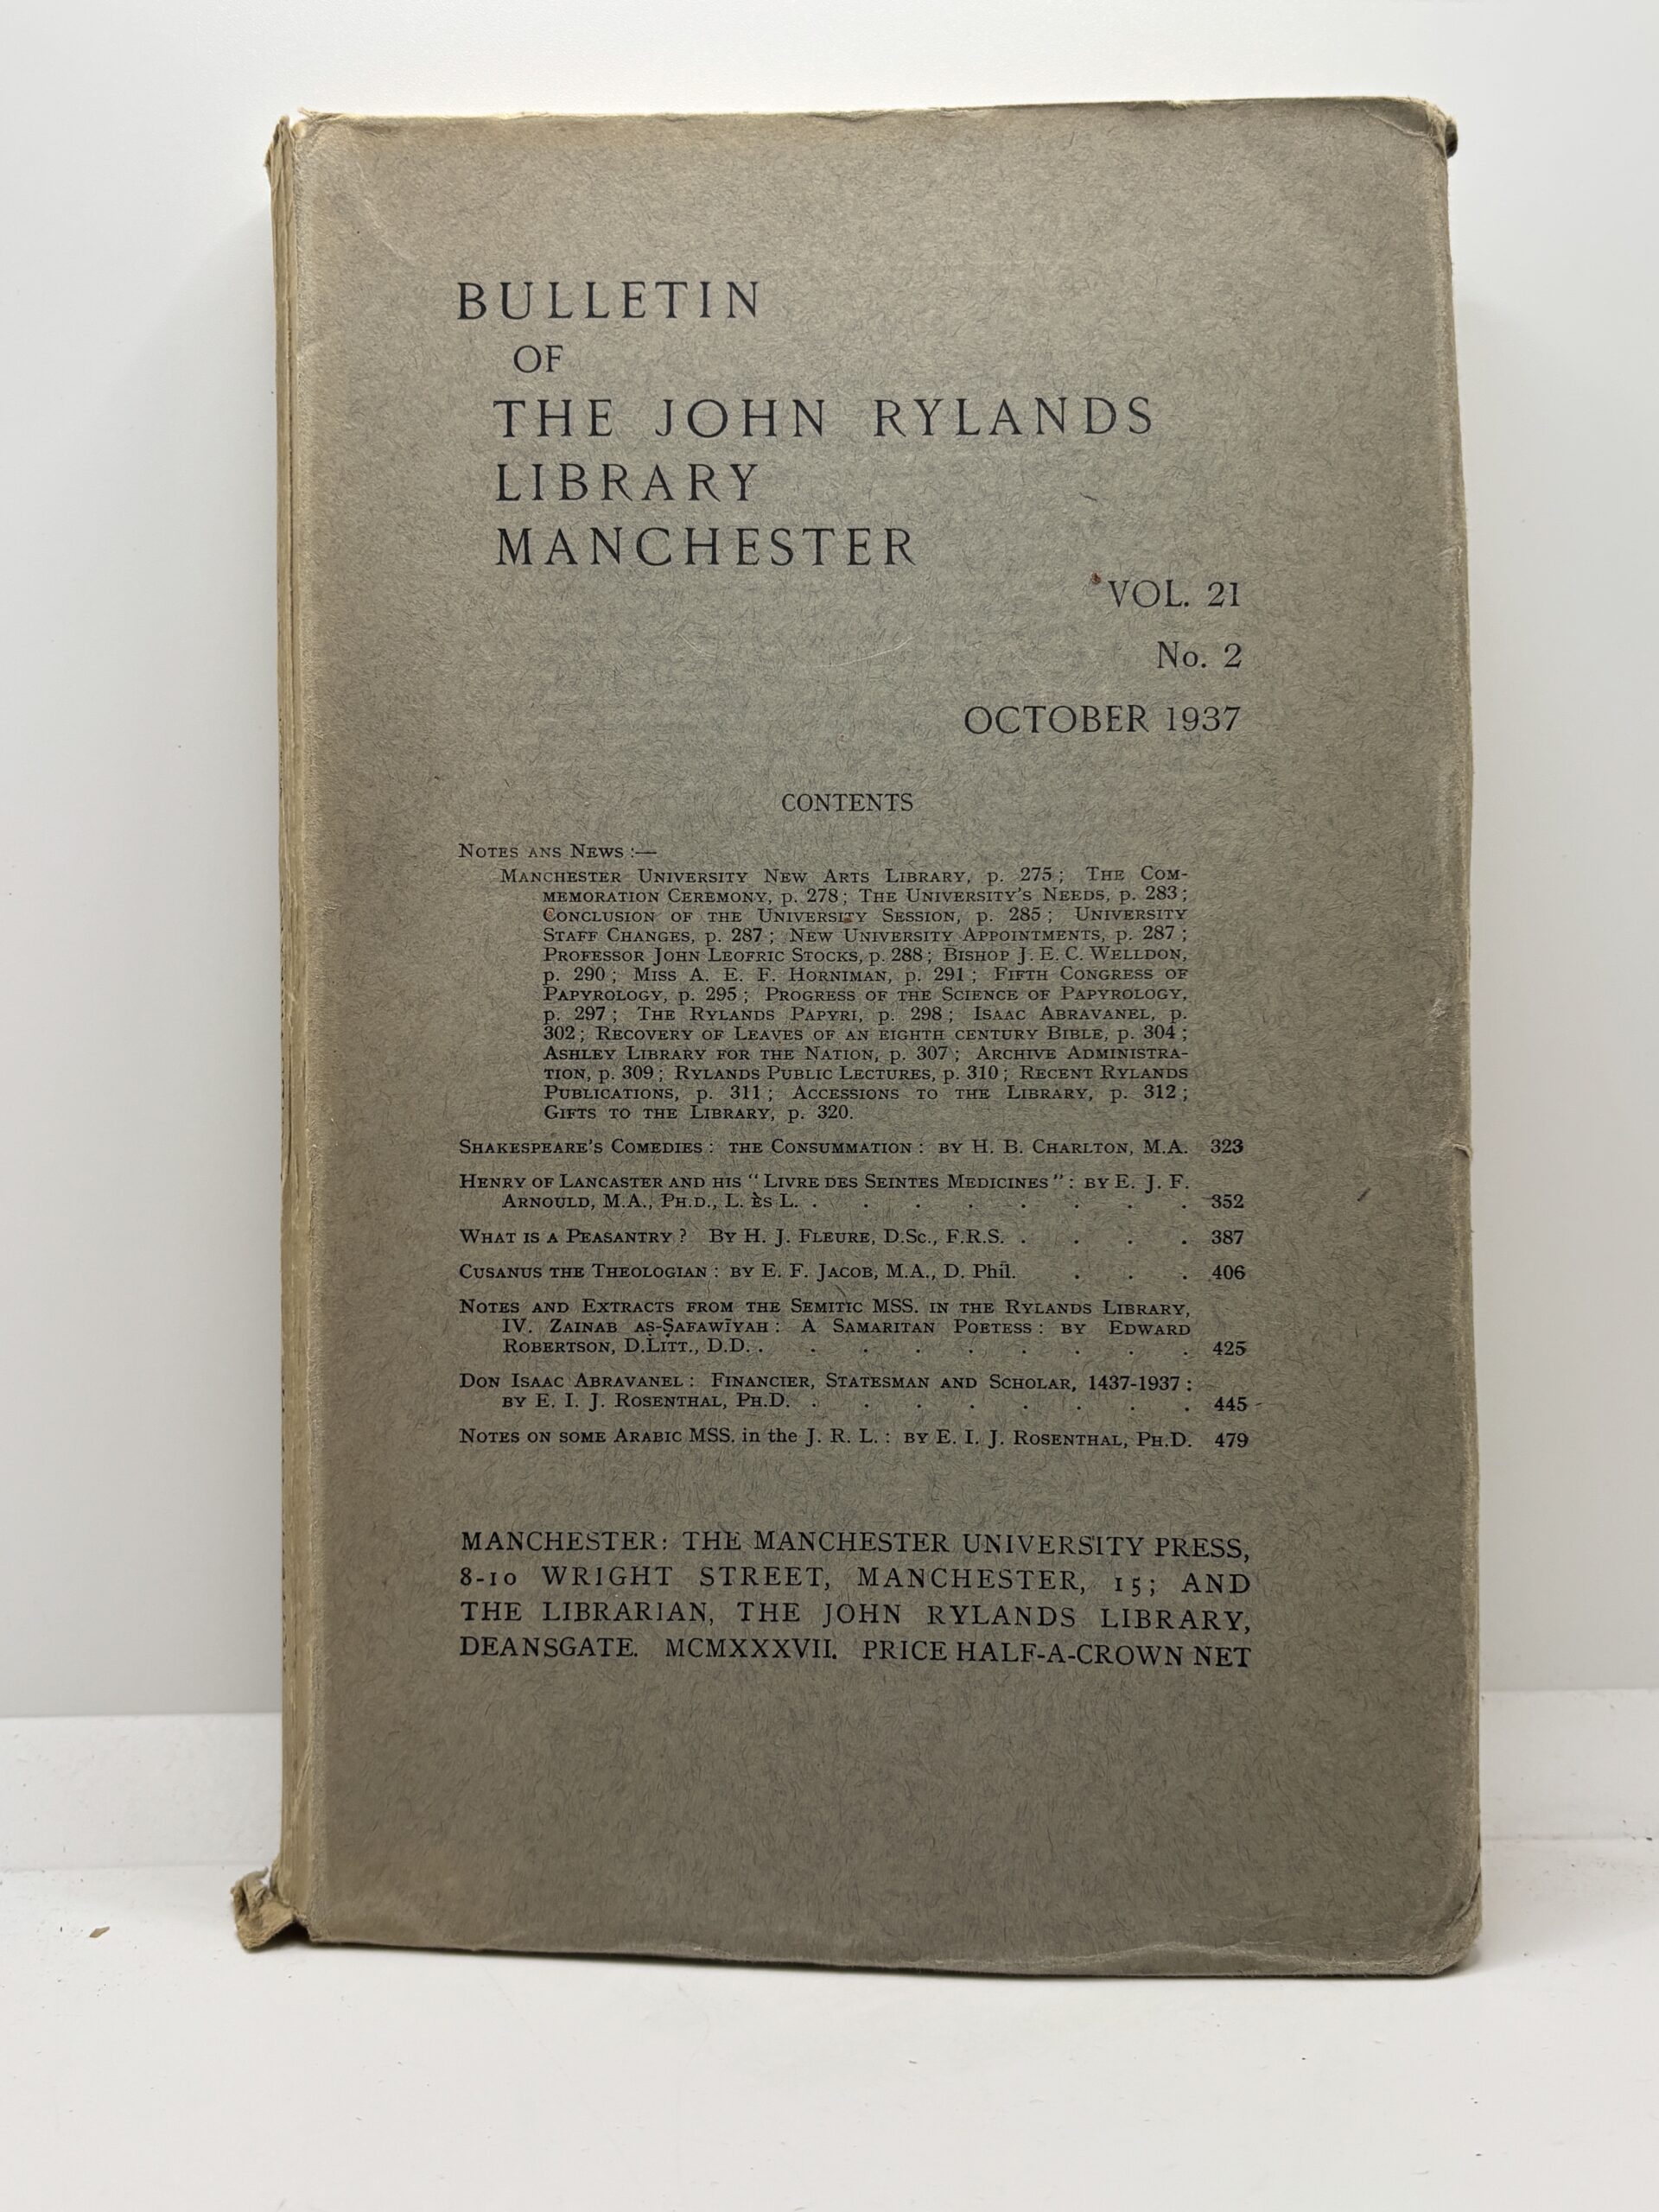 BULLETIN
OF
THE JOHN RYLANDS
LIBRARY
MANCHESTER
VOL. 21
No. 2
OCTOBER 1937
CONTENTS
NOTES ANS NEWS :—
MANCHESTER UNIVERSITY NEW ARTS LIBRARY, p. 275; THE COM-
MEMORATION CEREMONY, p. 278; THE UNIVERSITY'S NEEDS, p. 283;
CONCLUSION OF THE UNIVERSITY SESSION, p. 285; UNIVERSITY
STAFF CHANGES, p. 287; NEW UNIVERSITY APPOINTMENTS, p. 287;
PROFESSOR JOHN LEOFRIC STOCKS, p. 288; BISHOP J. E. C. WELLDON,
p. 290; MISS A. E. F. HORNIMAN, p. 291; FIFTH CONGRESS OF
PAPYROLOGY, p. 295; PROGRESS OF THE SCIENCE OF PAPYROLOGY,
p. 297; THE RYLANDS PAPYRI, p. 298; ISAAC ABRAVANEL, p.
302; RECOVERY OF LEAVES OF AN EIGHTH CENTURY BIBLE, p. 304;
ASHLEY LIBRARY FOR THE NATION, p. 307; ARCHIVE ADMINISTRA-
TION, p. 309; RYLANDS PUBLIC LECTURES, p. 310; RECENT RYLANDS
PUBLICATIONS, p. 311; ACCESSIONS TO THE LIBRARY, p. 312;
GIFTS TO THE LIBRARY, p. 320.
SHAKESPEARE'S COMEDIES: THE CONSUMMATION: BY H. B. CHARLTON, M.A. 323
HENRY OF LANCASTER AND HIS "LIVRE DES SEINTES MEDICINES": BY E. J. F.
ARNOULD, M.A., PH.D., L. ÈS L. . . . . . . . . 352
WHAT IS A PEASANTRY? BY H. J. FLEURE, D.SC., F.R.S. . . . . 387
CUSANUS THE THEOLOGIAN: BY E. F. JACOB, M.A., D. Phil. . . . 406
NOTES AND EXTRACTS FROM THE SEMITIC MSS. IN THE RYLANDS LIBRARY,
IV. ZAINAB AṢ-ṢAFAWĪYAH: A SAMARITAN POETESS: BY EDWARD
ROBERTSON, D.LITT., D.D. . . . . . . . . . 425
DON ISAAC ABRAVANEL: FINANCIER, STATESMAN AND SCHOLAR, 1437-1937:
BY E. I. J. ROSENTHAL, PH.D. . . . . . . . . 445
NOTES ON SOME ARABIC MSS. in the J. R. L.: BY E. I. J. ROSENTHAL, PH.D. 479
MANCHESTER: THE MANCHESTER UNIVERSITY PRESS,
8-10 WRIGHT STREET, MANCHESTER, 15; AND
THE LIBRARIAN, THE JOHN RYLANDS LIBRARY,
DEANSGATE. MCMXXXVII. PRICE HALF-A-CROWN NET